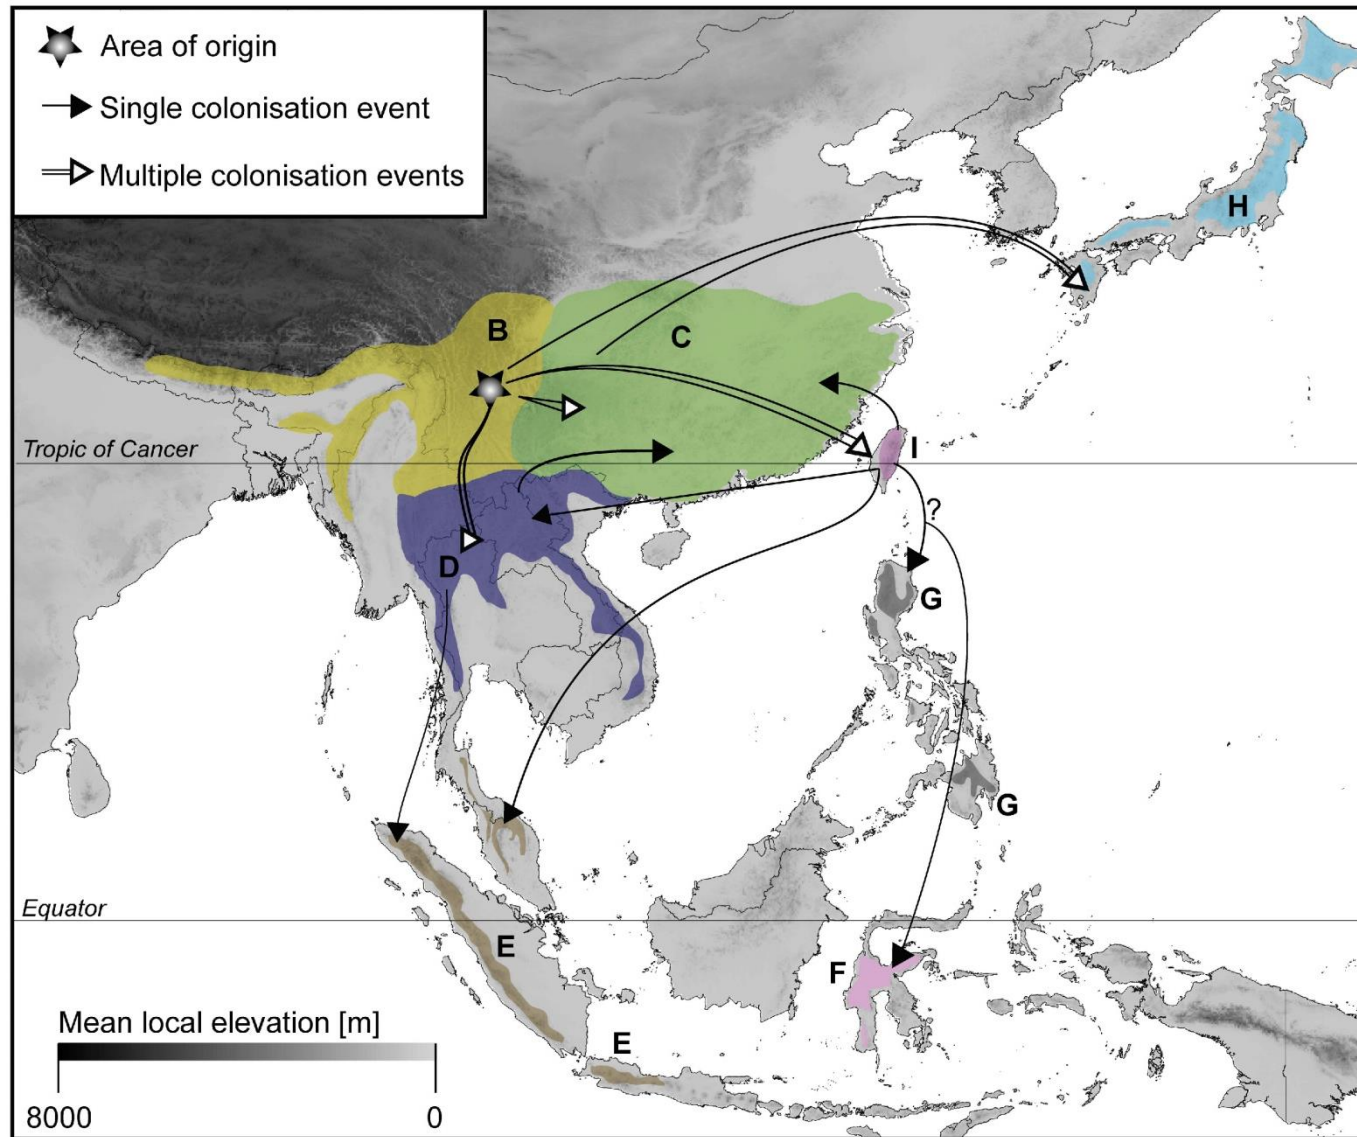 Area of origin
Single colonisation event
Multiple colonisation events
H
B
C
Tropic of Cancer
I
?
D
G
G
Equator
E
F
Mean local elevation [m]
E
8000 0